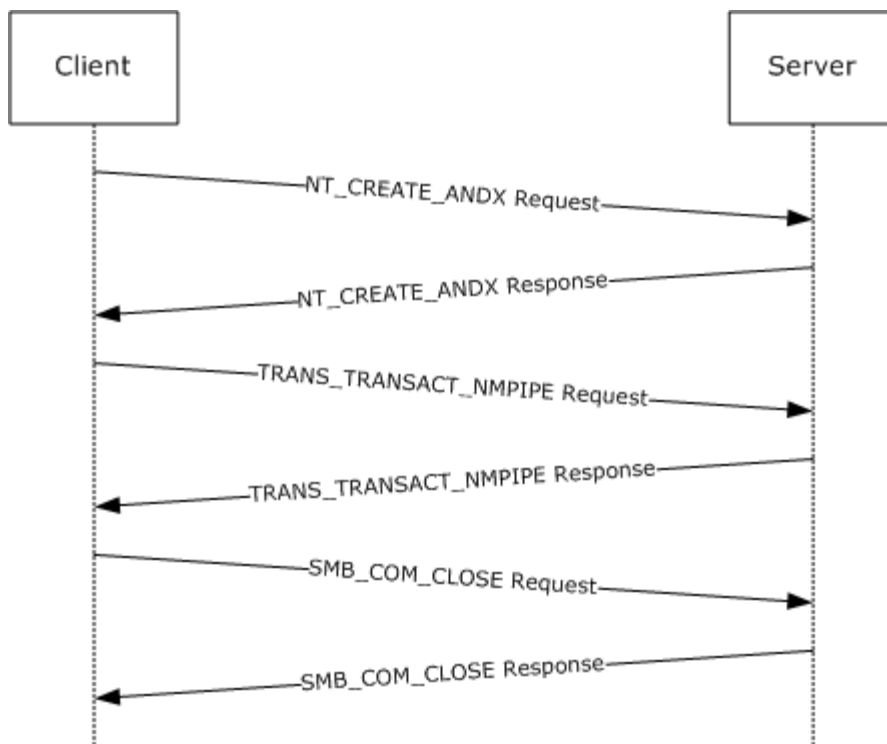 Client
Server
NT_CREATE_ANDX Request
NT_CREATE_ANDX Response
TRANS_TRANSACT_NMPIPE Request
TRANS_TRANSACT_NMPIPE Response
SMB_COM_CLOSE Request
SMB_COM_CLOSE Response